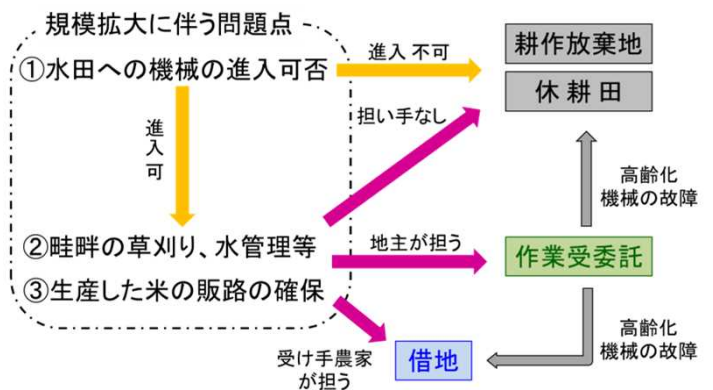 規模拡大に伴う問題点
①水田への機械の進入可否
進入 不可
耕作放棄地
休 耕 田
担い手なし
進
入
可
高齢化
機械の故障
②畦畔の草刈り、水管理等
地主が担う
作業受委託
③生産した米の販路の確保
高齢化
機械の故障
受け手農家
が担う
借地